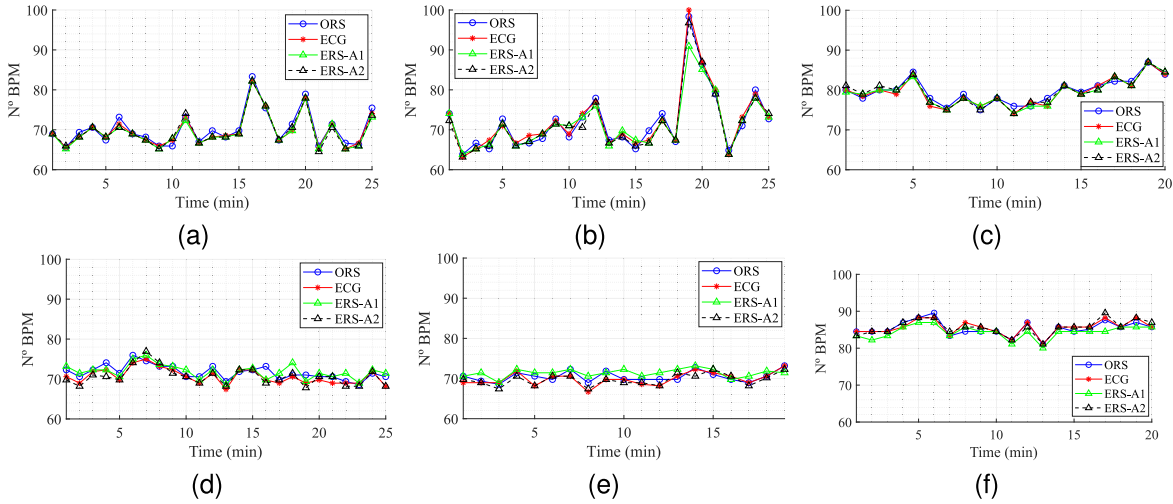 100
90
80
70
60
Nº BPM
5
10
15
20
25
Time (min)
ORS
ECG
ERS-A1
ERS-A2
(a)
100
90
80
70
60
Nº BPM
5
10
15
20
25
Time (min)
ORS
ECG
ERS-A1
ERS-A2
(b)
100
90
80
70
60
Nº BPM
5
10
15
20
Time (min)
ORS
ECG
ERS-A1
ERS-A2
(c)
100
90
80
70
60
Nº BPM
5
10
15
20
25
Time (min)
ORS
ECG
ERS-A1
ERS-A2
(d)
100
90
80
70
60
Nº BPM
5
10
15
Time (min)
ORS
ECG
ERS-A1
ERS-A2
(e)
100
90
80
70
60
Nº BPM
5
10
15
20
Time (min)
ORS
ECG
ERS-A1
ERS-A2
(f)